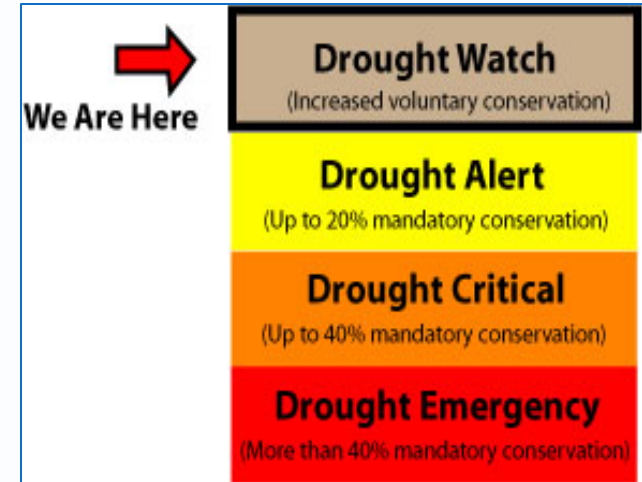 We Are Here
Drought Watch
(Increased voluntary conservation)
Drought Alert
(Up to 20% mandatory conservation)
Drought Critical
(Up to 40% mandatory conservation)
Drought Emergency
(More than 40% mandatory conservation)